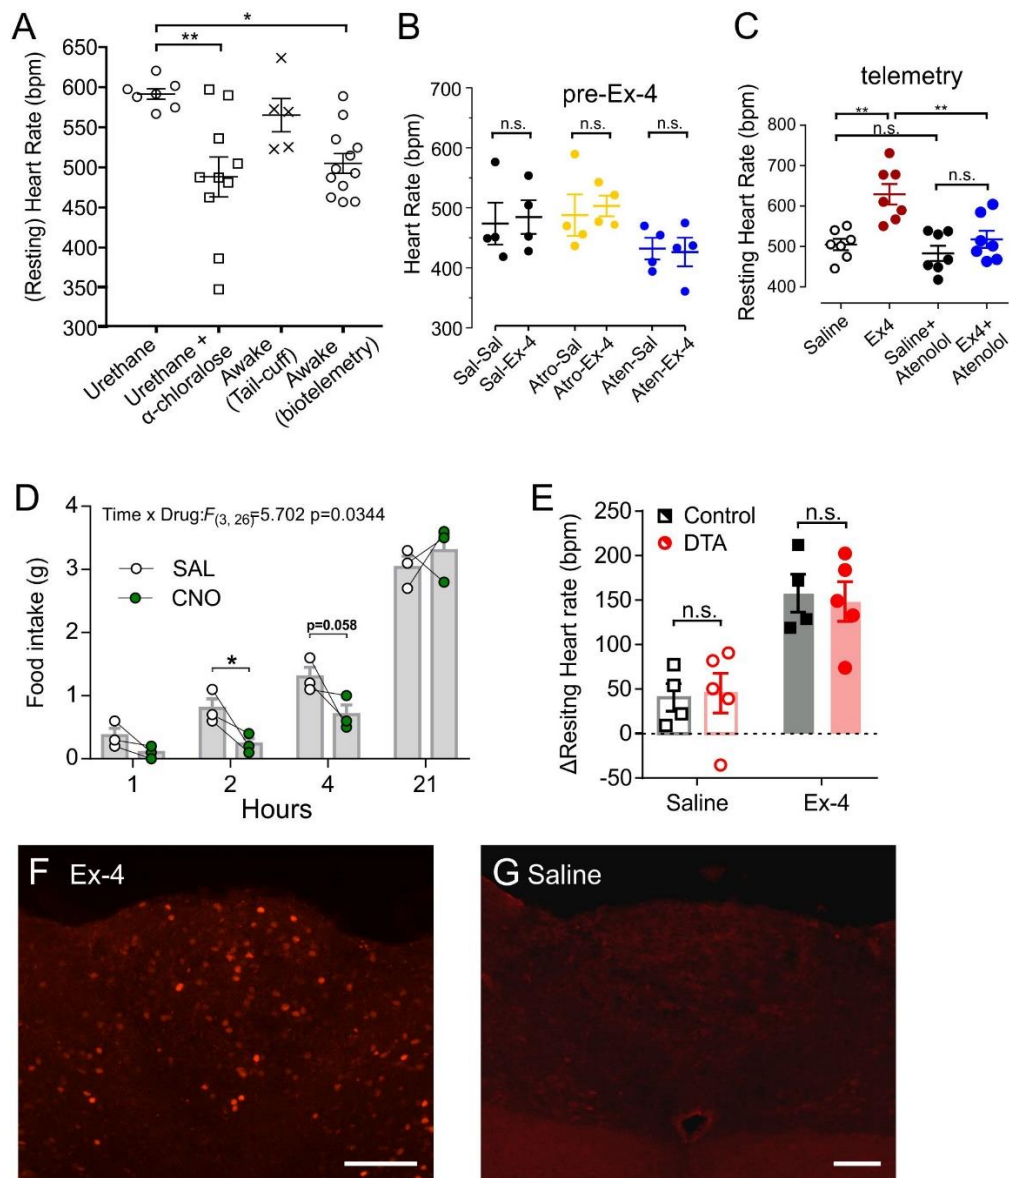 A
(Resting) Heart Rate (bpm)
650
600
550
500
450
400
350
300
**
*
Urethane
Urethane +
α-chloralose
Awake
(Tail-cuff)
Awake
(biotelemetry)
B
pre-Ex-4
Heart Rate (bpm)
700
600
500
400
300
n.s.
n.s.
n.s.
Sal-Sal
Sal-Ex-4
Atro-Sal
Atro-Ex-4
Aten-Sal
Aten-Ex-4
C
telemetry
Resting Heart Rate (bpm)
800
700
600
500
400
**
**
n.s.
n.s.
Saline
Ex4
Saline+
Atenolol
Ex4+
Atenolol
D
Time x Drug:F(3, 26)=5.702 p=0.0344
Food intake (g)
4
3
2
1
0
SAL
CNO
*
p=0.058
1
2
4
21
Hours
E
ΔResitng Heart rate (bpm)
250
200
150
100
50
0
-50
Control
DTA
n.s.
n.s.
Saline
Ex-4
F Ex-4
G Saline